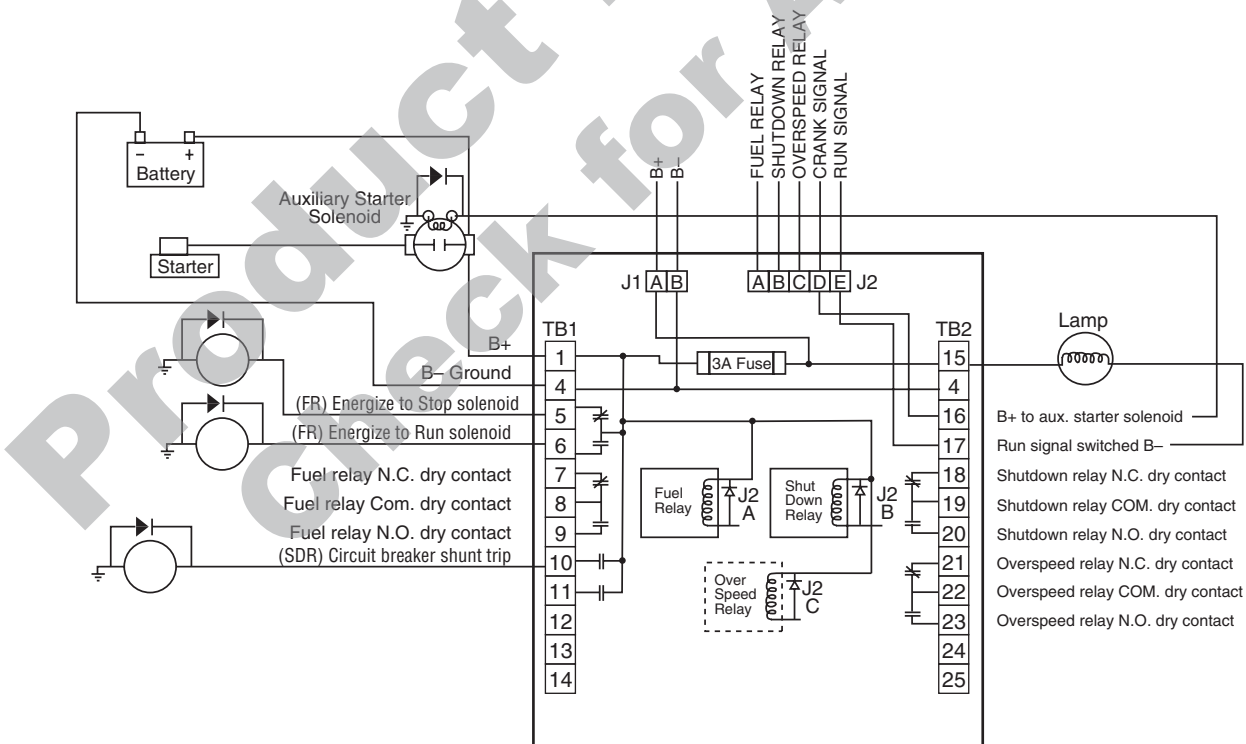 Product
Check for A
FUEL RELAY
SHUTDOWN RELAY
OVERSPEED RELAY
CRANK SIGNAL
RUN SIGNAL
B+
B–
– +
Battery
Auxiliary Starter
Solenoid
Starter
J1 A B
A B C D E J2
TB1
TB2
Lamp
B+
1
3A Fuse
15
B– Ground
4
4
(FR) Energize to Stop solenoid
5
16
B+ to aux. starter solenoid
(FR) Energize to Run solenoid
6
17
Run signal switched B–
Fuel relay N.C. dry contact
7
18
Shutdown relay N.C. dry contact
Fuel relay Com. dry contact
8
19
Shutdown relay COM. dry contact
Fuel relay N.O. dry contact
9
20
Shutdown relay N.O. dry contact
(SDR) Circuit breaker shunt trip
10
21
Overspeed relay N.C. dry contact
11
22
Overspeed relay COM. dry contact
12
23
Overspeed relay N.O. dry contact
13
24
14
25
Fuel
Relay
J2
A
Shut
Down
Relay
J2
B
Over
Speed
Relay
J2
C